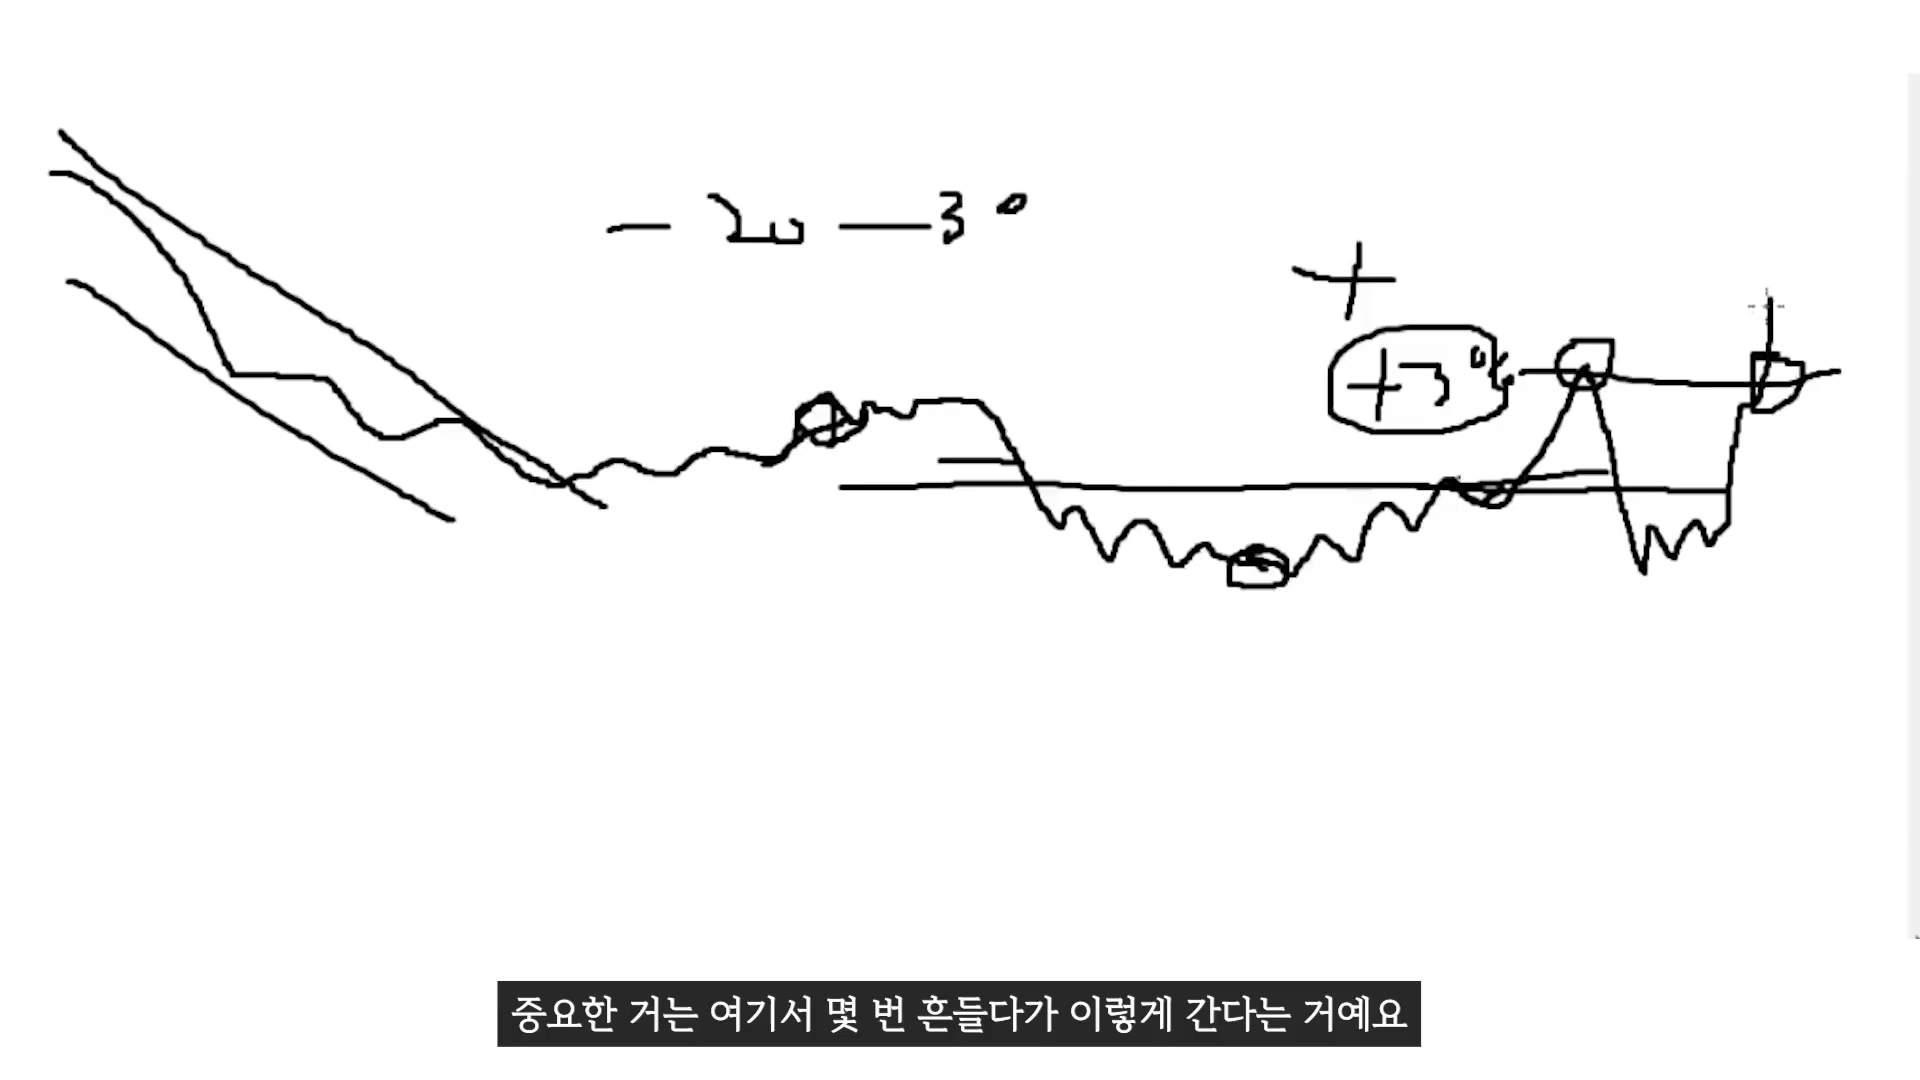 - 20 - 30
+
+3%
중요한 거는 여기서 몇 번 흔들다가 이렇게 간다는 거예요